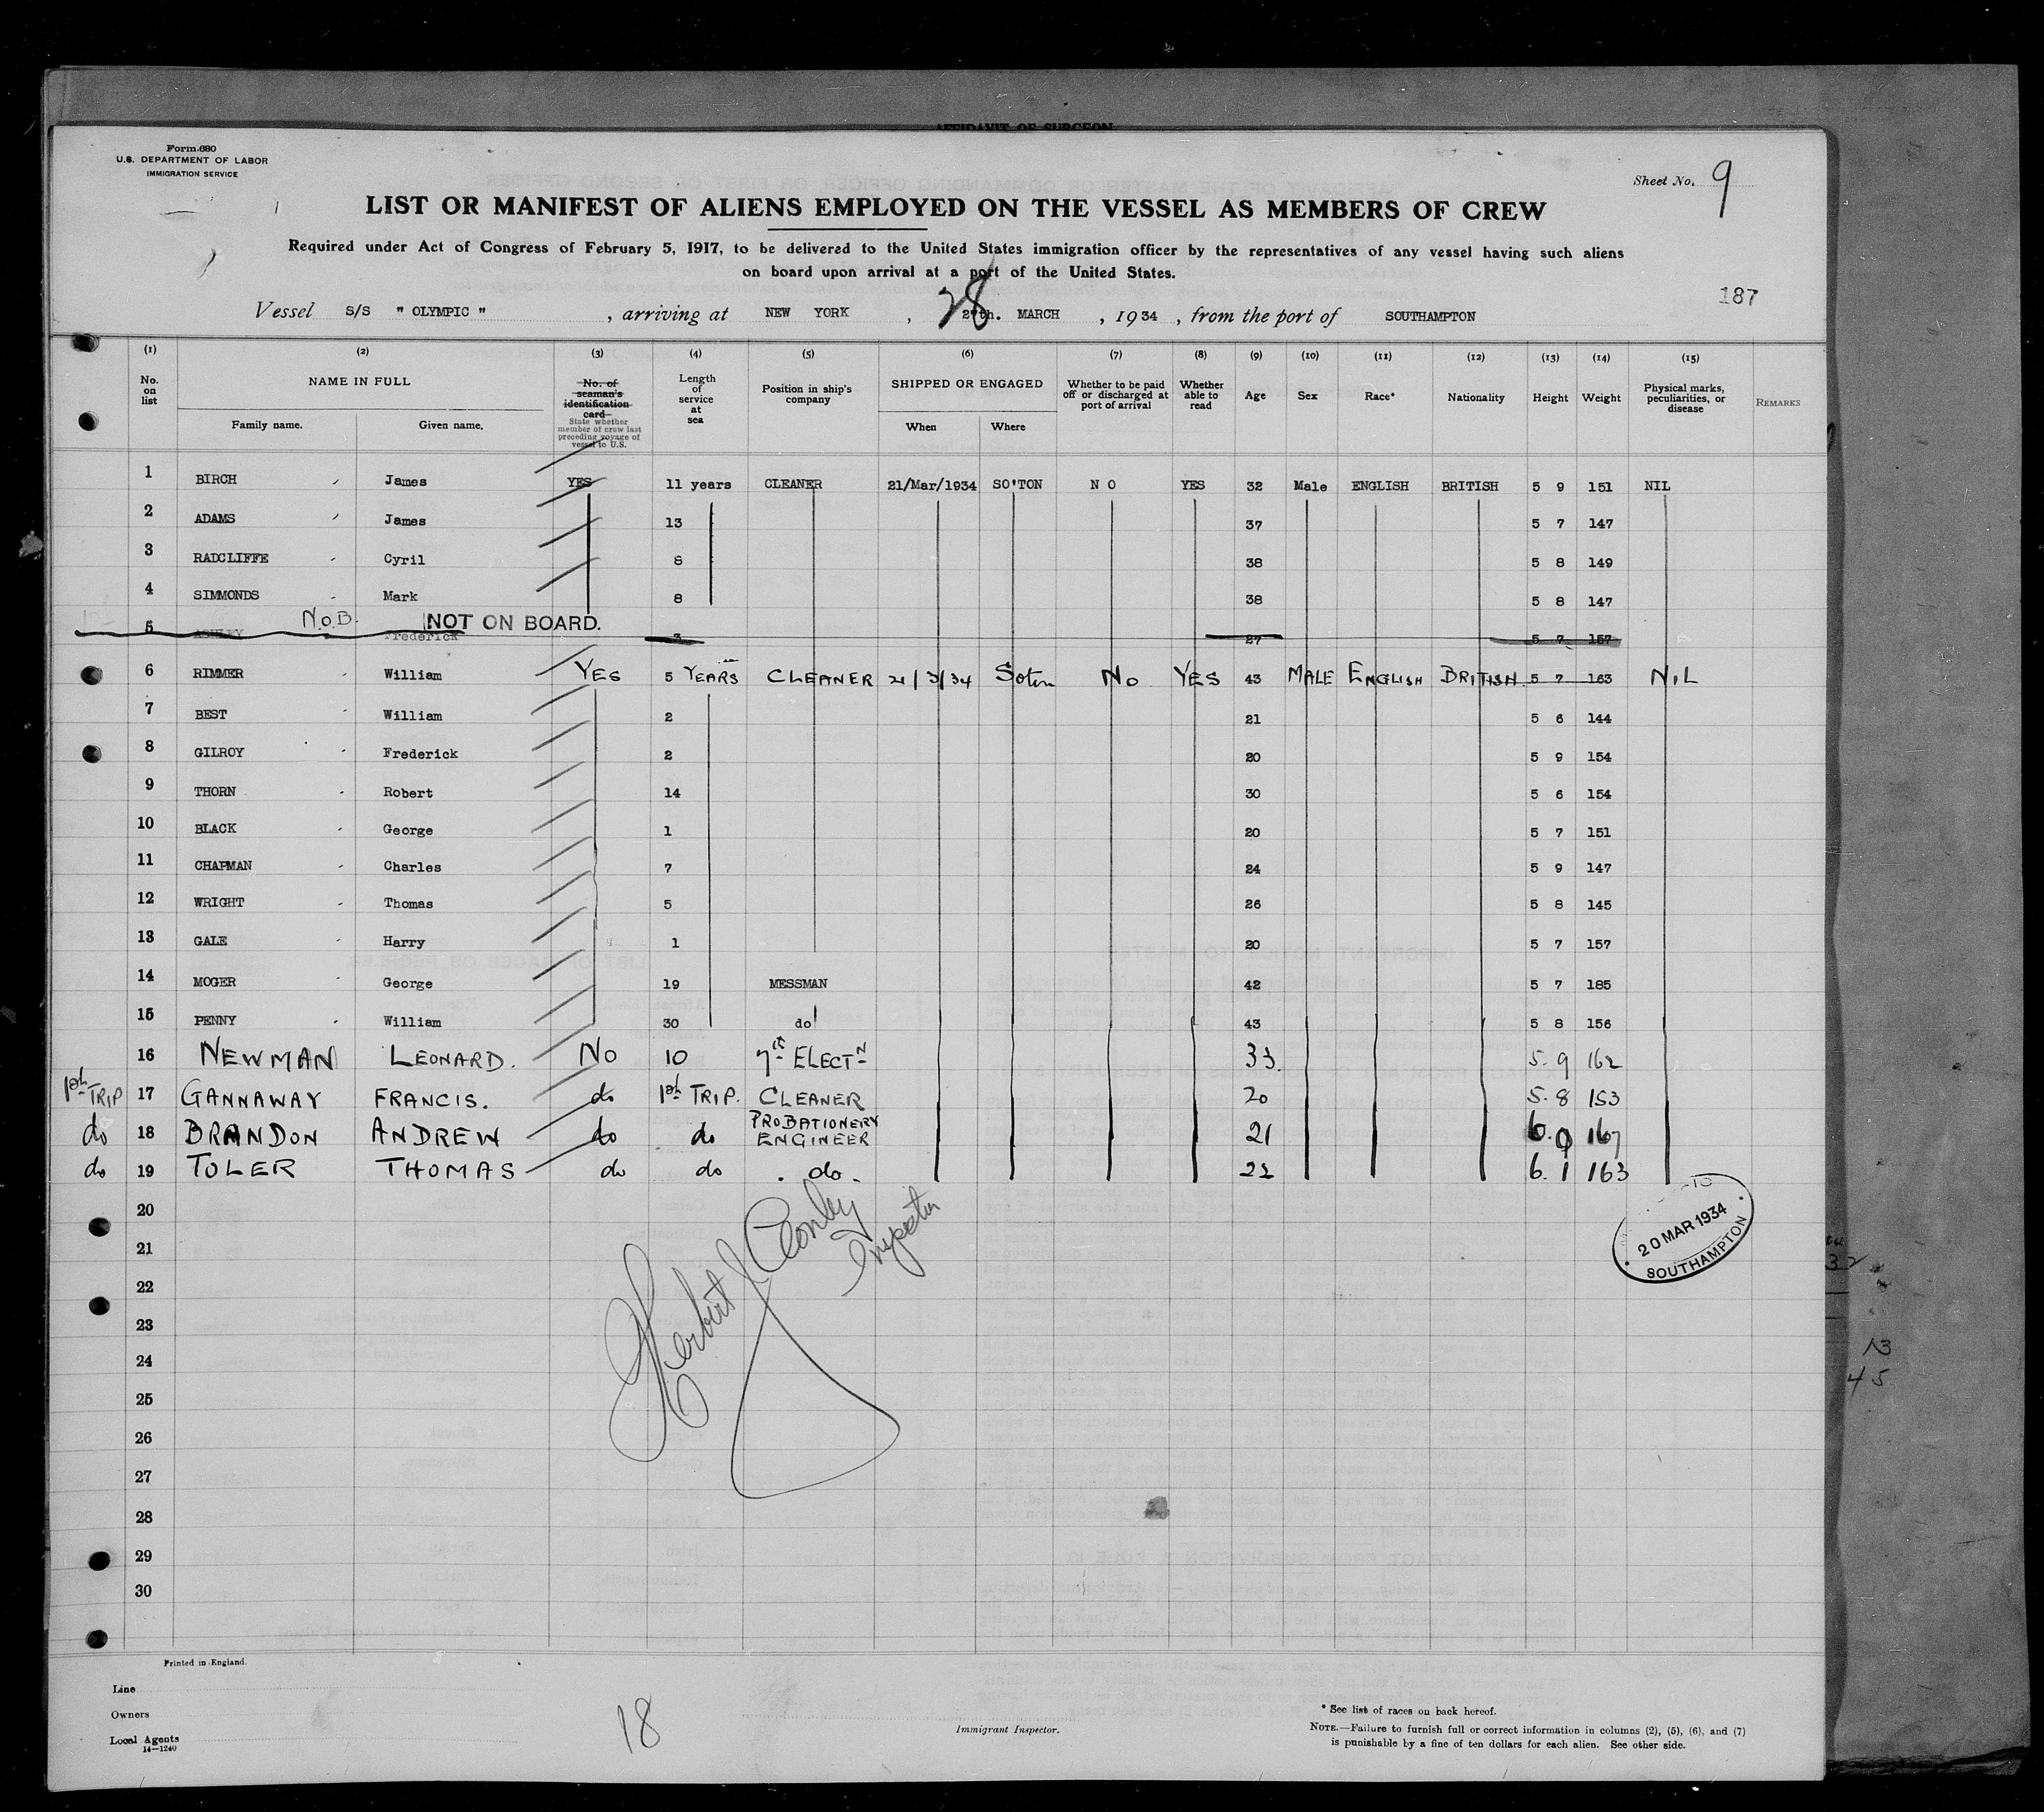 AFFIDAVIT OF SURGEON
Form 680
U.S. DEPARTMENT OF LABOR
IMMIGRATION SERVICE
Sheet No. 9
LIST OR MANIFEST OF ALIENS EMPLOYED ON THE VESSEL AS MEMBERS OF CREW
Required under Act of Congress of February 5, 1917, to be delivered to the United States immigration officer by the representatives of any vessel having such aliens
on board upon arrival at a port of the United States.
187
Vessel S/S " OLYMPIC " , arriving at NEW YORK , 28 27th. MARCH , 1934 , from the port of SOUTHAMPTON
(1) (2) (3) (4) (5) (6) (7) (8) (9) (10) (11) (12) (13) (14) (15)
No. on list
NAME IN FULL
Family name. Given name.
No. of seaman's identification card
State whether member of crew last preceding voyage of vessel to U.S.
Length of service at sea
Position in ship's company
SHIPPED OR ENGAGED
When Where
Whether to be paid off or discharged at port of arrival
Whether able to read
Age Sex Race* Nationality Height Weight
Physical marks, peculiarities, or disease
REMARKS
1 BIRCH James YES 11 years CLEANER 21/Mar/1934 SO'TON N O YES 32 Male ENGLISH BRITISH 5 9 151 NIL
2 ADAMS James 13 37 5 7 147
3 RADCLIFFE Cyril 8 38 5 8 149
4 SIMMONDS Mark 8 38 5 8 147
5 ASHLEY N.O.B. Frederick NOT ON BOARD. 3 27 5 7 157
6 RIMMER William YES 5 YEARS CLEANER 21/3/34 Soton No YES 43 MALE ENGLISH BRITISH 5 7 163 NIL
7 BEST William 2 21 5 6 144
8 GILROY Frederick 2 20 5 9 154
9 THORN Robert 14 30 5 6 154
10 BLACK George 1 20 5 7 151
11 CHAPMAN Charles 7 24 5 9 147
12 WRIGHT Thomas 5 26 5 8 145
13 GALE Harry 1 20 5 7 157
14 MOGER George 19 MESSMAN 42 5 7 185
15 PENNY William 30 do 43 5 8 156
16 NEWMAN LEONARD. No 10 7th ELECTN 33. 5. 9 162
1st TRIP 17 GANNAWAY FRANCIS. do 1st TRIP. CLEANER 20 5. 8 153
do 18 BRANDON ANDREW do do PROBATIONERY ENGINEER 21 6. 0 167
do 19 TOLER THOMAS do do . do . 22 6. 1 163
20
21
22
23
24
25
26
27
28
29
30
20 MAR 1934
SOUTHAMPTON
Herbert J Conley
Inspector
Printed in England.
Line
Owners
Local Agents
14—1240
18
Immigrant Inspector.
* See list of races on back hereof.
NOTE.—Failure to furnish full or correct information in columns (2), (5), (6), and (7)
is punishable by a fine of ten dollars for each alien. See other side.
13
45